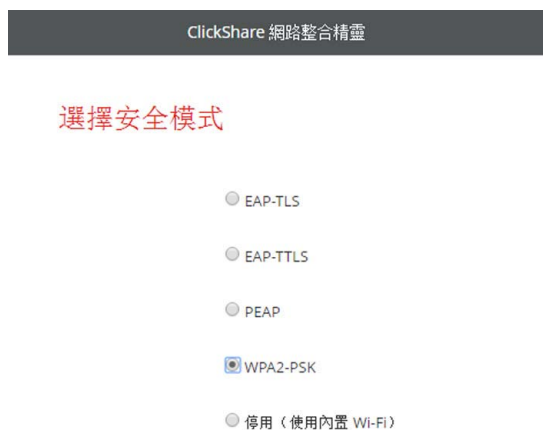 ClickShare 網路整合精靈
選擇安全模式
EAP-TLS
EAP-TTLS
PEAP
WPA2-PSK
停用（使用內置 Wi-Fi）